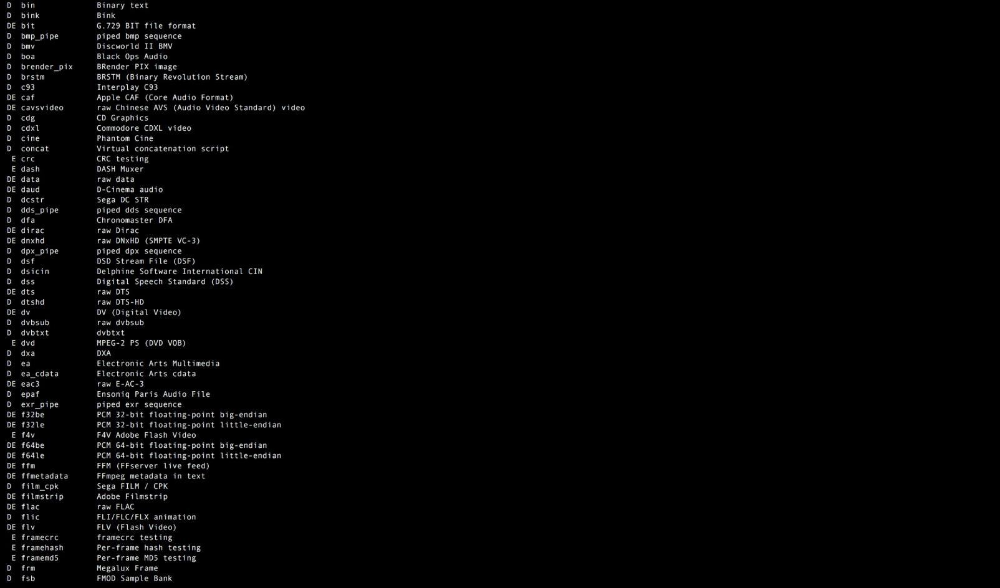 D  bin             Binary text
D  bink            Bink
DE bit             G.729 BIT file format
D  bmp_pipe        piped bmp sequence
D  bmv             Discworld II BMV
D  boa             Black Ops Audio
D  brender_pix     BRender PIX image
D  brstm           BRSTM (Binary Revolution Stream)
D  c93             Interplay C93
DE caf             Apple CAF (Core Audio Format)
DE cavsvideo       raw Chinese AVS (Audio Video Standard) video
D  cdg             CD Graphics
D  cdxl            Commodore CDXL video
D  cine            Phantom Cine
D  concat          Virtual concatenation script
 E crc             CRC testing
 E dash            DASH Muxer
DE data            raw data
DE daud            D-Cinema audio
D  dcstr           Sega DC STR
D  dds_pipe        piped dds sequence
D  dfa             Chronomaster DFA
DE dirac           raw Dirac
DE dnxhd           raw DNxHD (SMPTE VC-3)
D  dpx_pipe        piped dpx sequence
D  dsf             DSD Stream File (DSF)
D  dsicin          Delphine Software International CIN
D  dss             Digital Speech Standard (DSS)
DE dts             raw DTS
D  dtshd           raw DTS-HD
DE dv              DV (Digital Video)
D  dvbsub          raw dvbsub
D  dvbtxt          dvbtxt
 E dvd             MPEG-2 PS (DVD VOB)
D  dxa             DXA
D  ea              Electronic Arts Multimedia
D  ea_cdata        Electronic Arts cdata
DE eac3            raw E-AC-3
D  epaf            Ensoniq Paris Audio File
D  exr_pipe        piped exr sequence
DE f32be           PCM 32-bit floating-point big-endian
DE f32le           PCM 32-bit floating-point little-endian
 E f4v             F4V Adobe Flash Video
DE f64be           PCM 64-bit floating-point big-endian
DE f64le           PCM 64-bit floating-point little-endian
DE ffm             FFM (FFserver live feed)
DE ffmetadata      FFmpeg metadata in text
D  film_cpk        Sega FILM / CPK
DE filmstrip       Adobe Filmstrip
DE flac            raw FLAC
D  flic            FLI/FLC/FLX animation
DE flv             FLV (Flash Video)
 E framecrc        framecrc testing
 E framehash       Per-frame hash testing
 E framemd5        Per-frame MD5 testing
D  frm             Megalux Frame
D  fsb             FMOD Sample Bank